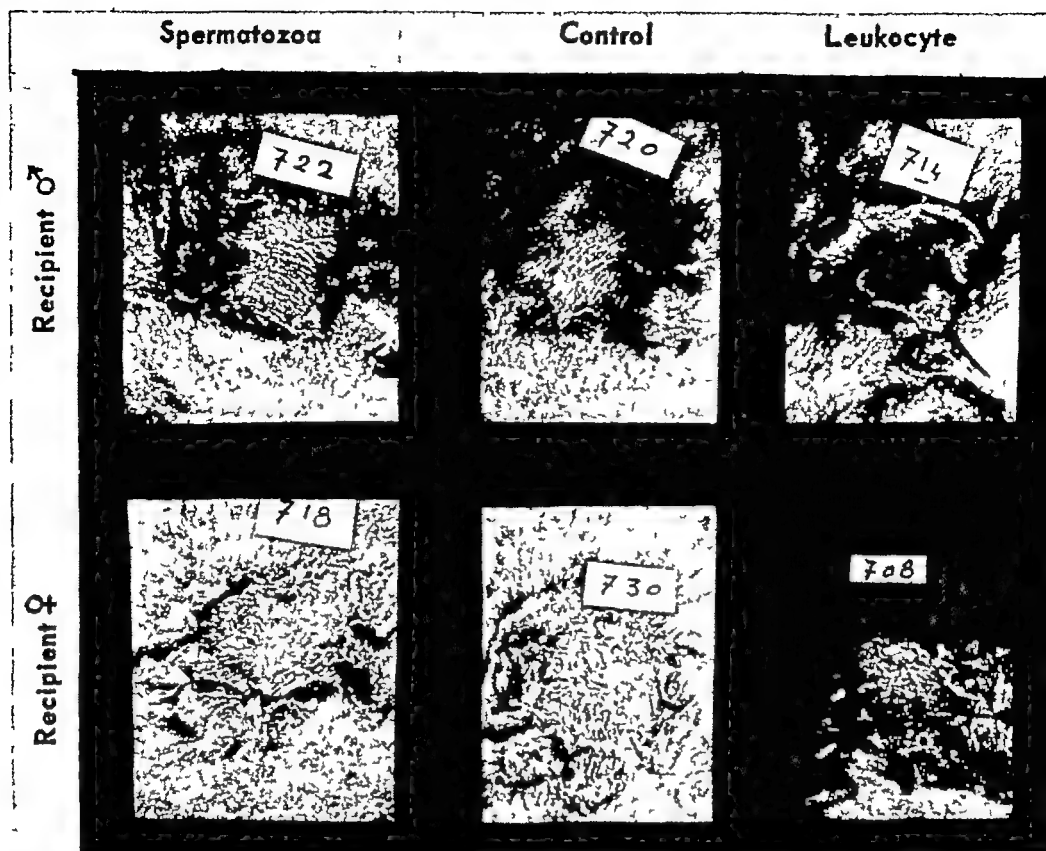 Spermatozoa Control Leukocyte
Recipient ♂
722 720 714
Recipient ♀
718 730 708